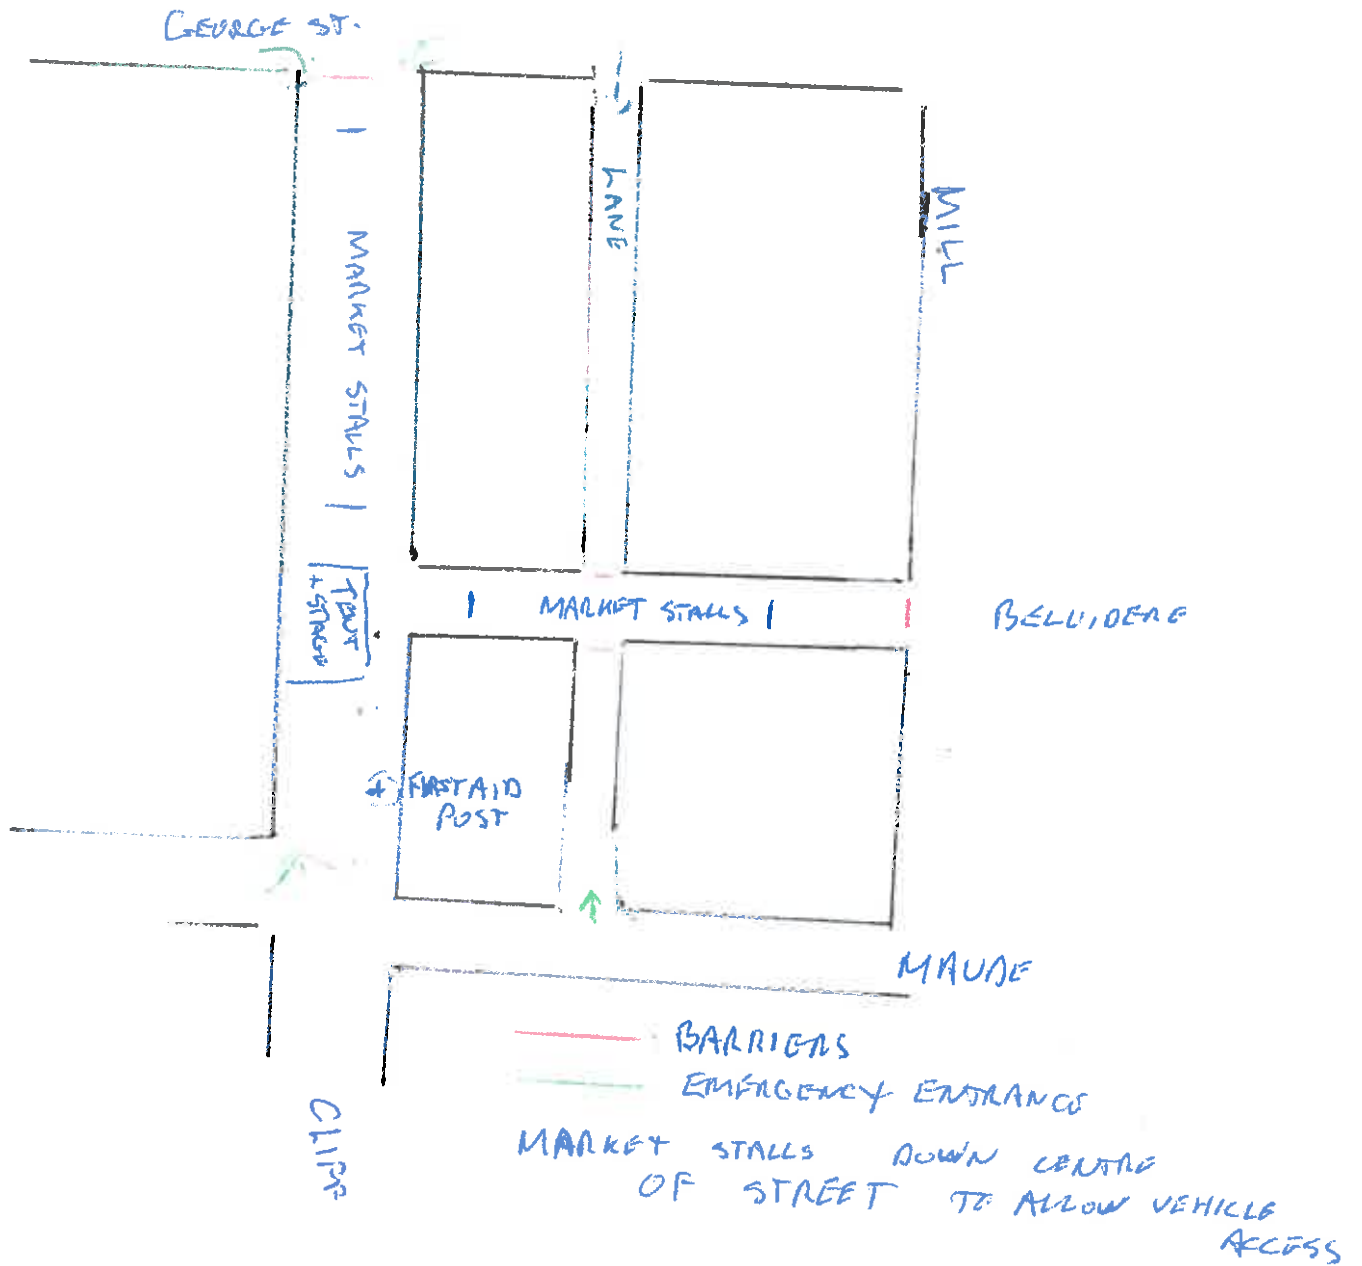 GEORGE ST.
LANE
MILL
MARKET STALLS
TENT
+ STAGE
MARKET STALLS
BELVIDERE
+ FIRST AID
POST
MAUDE
BARRIERS
EMERGENCY ENTRANCE
CLIPP
MARKET STALLS DOWN CENTRE
OF STREET TO ALLOW VEHICLE
ACCESS